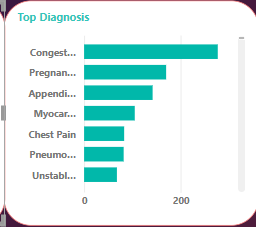 Top Diagnosis
Congest...
Pregnan...
Appendi...
Myocar...
Chest Pain
Pneumo...
Unstabl...
0 200